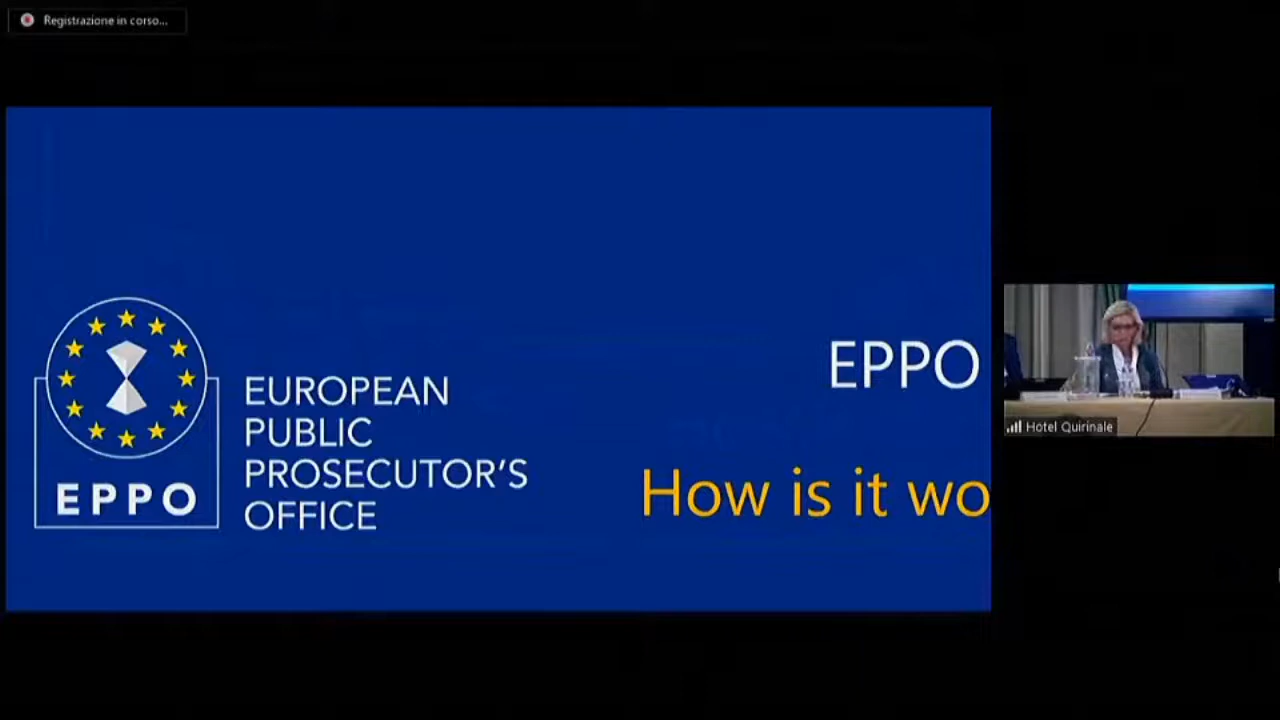 Registrazione in corso...
EUROPEAN
PUBLIC
PROSECUTOR'S
OFFICE
EPPO
EPPO
How is it wo
Hotel Quirinale